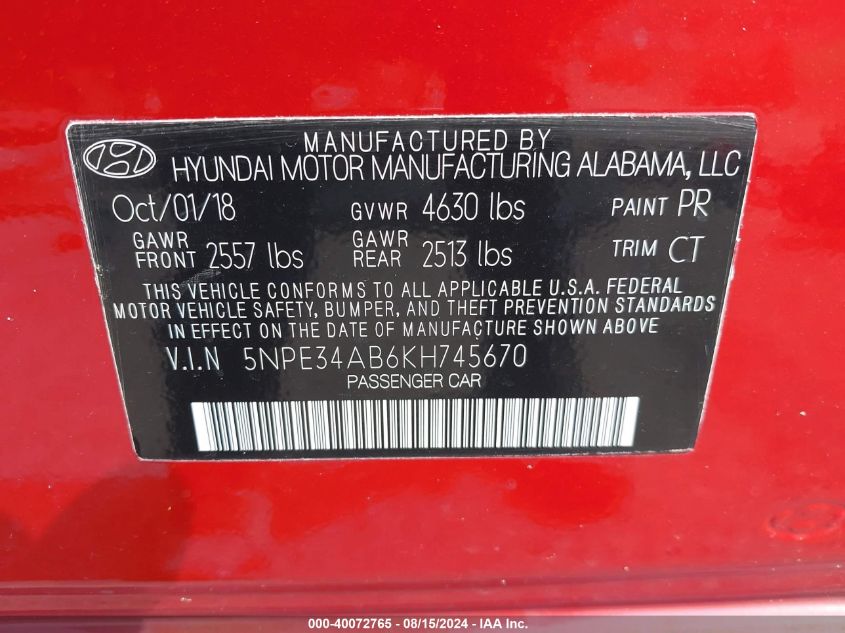 MANUFACTURED BY
HYUNDAI MOTOR MANUFACTURING ALABAMA, LLC
Oct/01/18 GVWR 4630 lbs PAINT PR
GAWR FRONT 2557 lbs GAWR REAR 2513 lbs TRIM CT
THIS VEHICLE CONFORMS TO ALL APPLICABLE U.S.A. FEDERAL
MOTOR VEHICLE SAFETY, BUMPER, AND THEFT PREVENTION STANDARDS
IN EFFECT ON THE DATE OF MANUFACTURE SHOWN ABOVE
V.I.N 5NPE34AB6KH745670
PASSENGER CAR
000-40072765 - 08/15/2024 - IAA Inc.